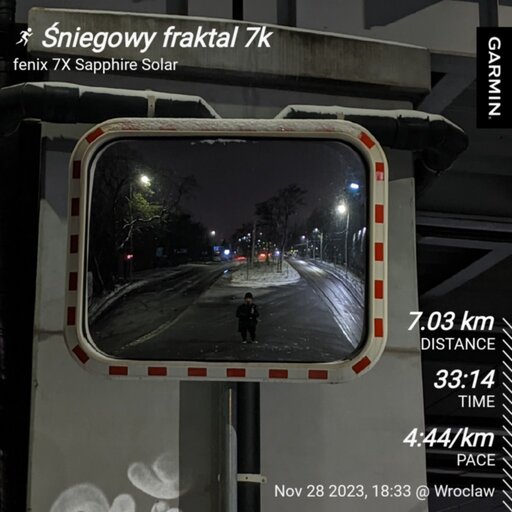 Śniegowy fraktal 7k
fenix 7X Sapphire Solar
GARMIN
7.03 km
DISTANCE
33:14
TIME
4:44/km
PACE
Nov 28 2023, 18:33 @ Wroclaw